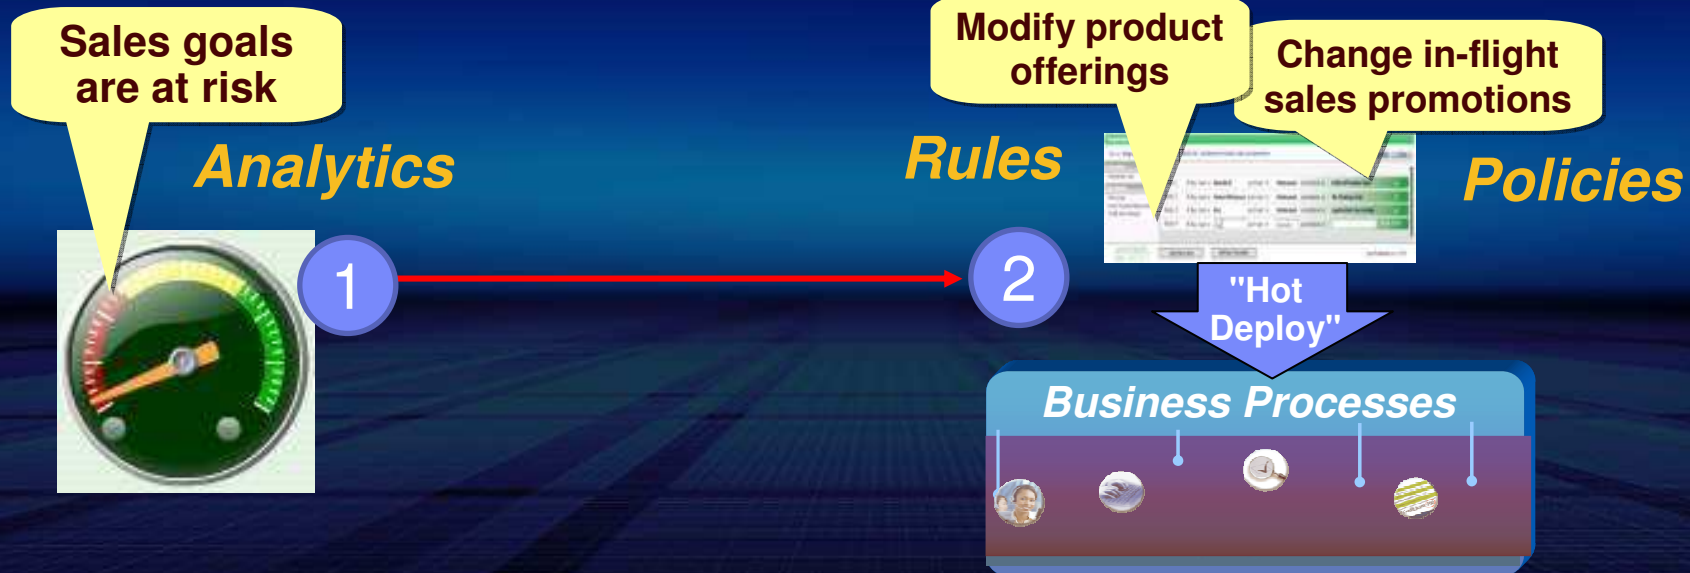 Sales goals
are at risk
Modify product
offerings
Change in-flight
sales promotions
Analytics
Rules
Policies
1
2
"Hot
Deploy"
Business Processes